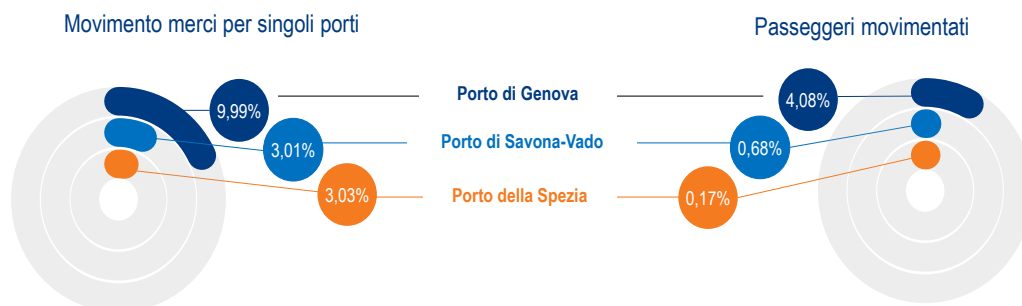 Movimento merci per singoli porti
Passeggeri movimentati
9,99%
Porto di Genova
4,08%
3,01%
Porto di Savona-Vado
0,68%
3,03%
Porto della Spezia
0,17%